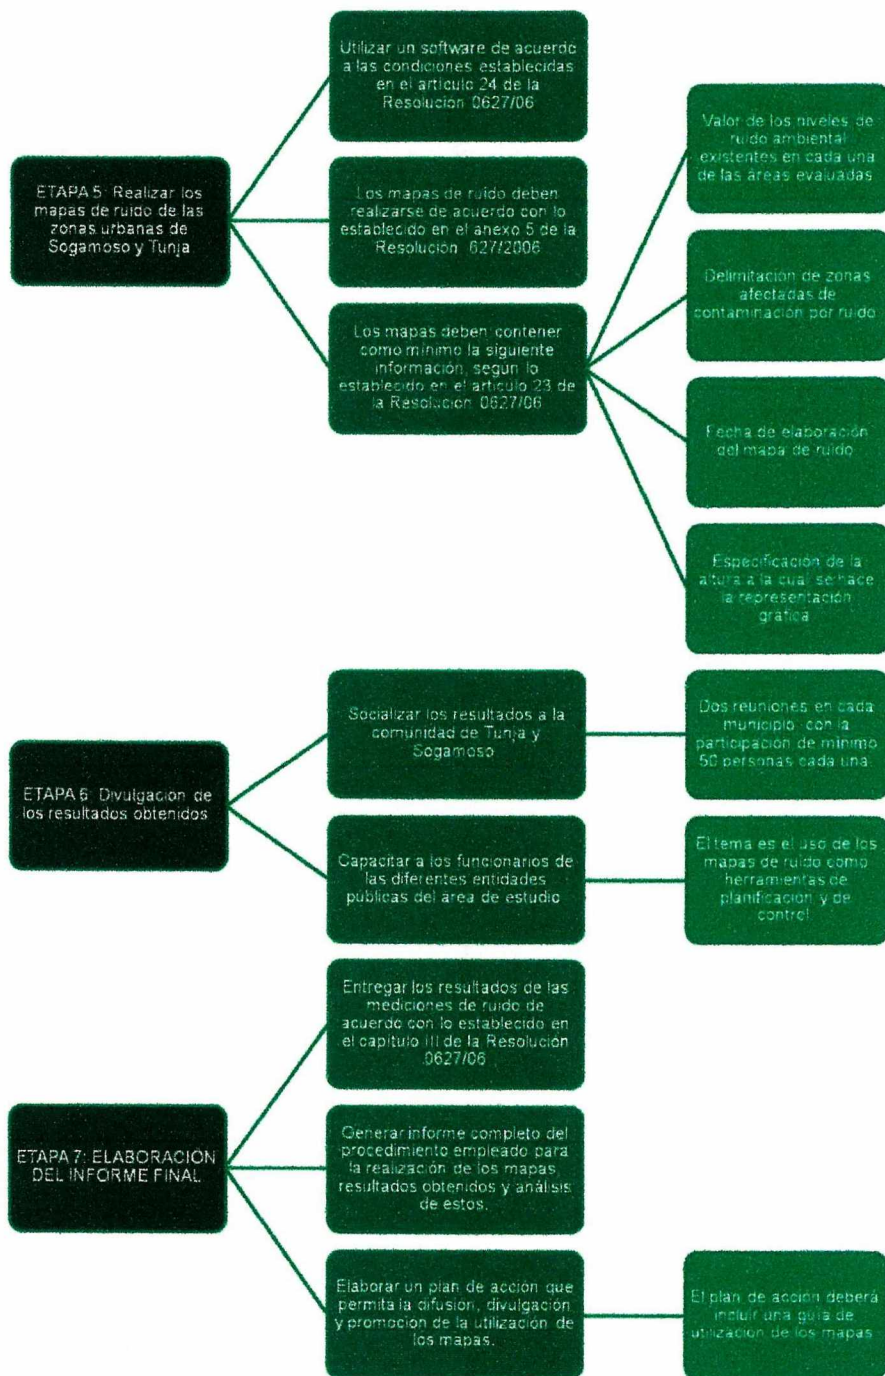 ETAPA 5: Realizar los
mapas de ruido de las
zonas urbanas de
Sogamoso y Tunja
Utilizar un software de acuerdo
a las condiciones establecidas
en el artículo 24 de la
Resolución 0627/06
Los mapas de ruido deben
realizarse de acuerdo con lo
establecido en el anexo 5 de la
Resolución 627/2006
Los mapas deben contener
como mínimo la siguiente
información, según lo
establecido en el artículo 23 de
la Resolución 0627/06
Valor de los niveles de
ruido ambiental
existentes en cada una
de las áreas evaluadas
Delimitación de zonas
afectadas de
contaminación por ruido
Fecha de elaboración
del mapa de ruido
Especificación de la
altura a la cual se hace
la representación
gráfica
ETAPA 6: Divulgación de
los resultados obtenidos
Socializar los resultados a la
comunidad de Tunja y
Sogamoso
Dos reuniones en cada
municipio con la
participación de mínimo
50 personas cada una.
Capacitar a los funcionarios de
las diferentes entidades
públicas del área de estudio
El tema es el uso de los
mapas de ruido como
herramientas de
planificación y de
control
ETAPA 7: ELABORACIÓN
DEL INFORME FINAL
Entregar los resultados de las
mediciones de ruido de
acuerdo con lo establecido en
el capítulo III de la Resolución
0627/06
Generar informe completo del
procedimiento empleado para
la realización de los mapas,
resultados obtenidos y análisis
de estos.
Elaborar un plan de acción que
permita la difusión, divulgación
y promoción de la utilización de
los mapas.
El plan de acción deberá
incluir una guía de
utilización de los mapas